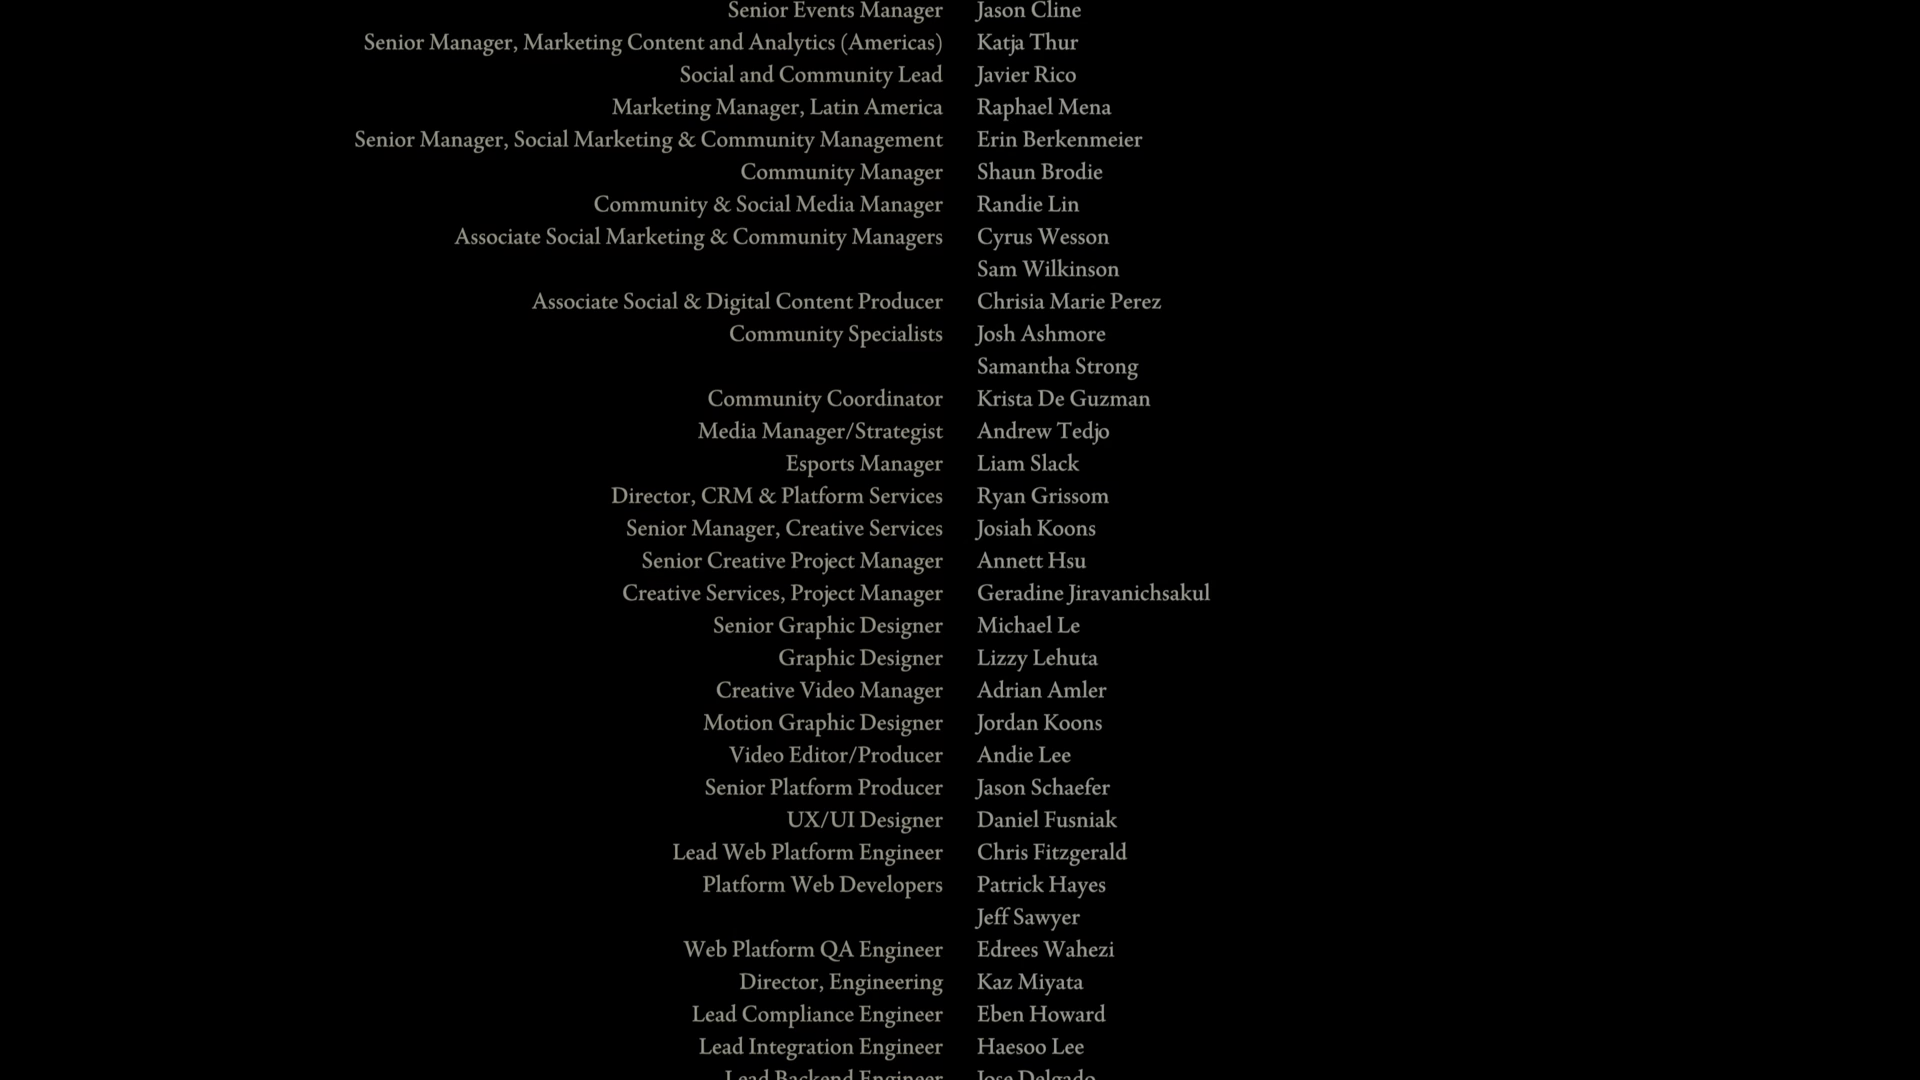 Senior Events Manager Jason Cline
Senior Manager, Marketing Content and Analytics (Americas) Katja Thur
Social and Community Lead Javier Rico
Marketing Manager, Latin America Raphael Mena
Senior Manager, Social Marketing & Community Management Erin Berkenmeier
Community Manager Shaun Brodie
Community & Social Media Manager Randie Lin
Associate Social Marketing & Community Managers Cyrus Wesson
Sam Wilkinson
Associate Social & Digital Content Producer Chrisia Marie Perez
Community Specialists Josh Ashmore
Samantha Strong
Community Coordinator Krista De Guzman
Media Manager/Strategist Andrew Tedjo
Esports Manager Liam Slack
Director, CRM & Platform Services Ryan Grissom
Senior Manager, Creative Services Josiah Koons
Senior Creative Project Manager Annett Hsu
Creative Services, Project Manager Geradine Jiravanichsakul
Senior Graphic Designer Michael Le
Graphic Designer Lizzy Lehuta
Creative Video Manager Adrian Amler
Motion Graphic Designer Jordan Koons
Video Editor/Producer Andie Lee
Senior Platform Producer Jason Schaefer
UX/UI Designer Daniel Fusniak
Lead Web Platform Engineer Chris Fitzgerald
Platform Web Developers Patrick Hayes
Jeff Sawyer
Web Platform QA Engineer Edrees Wahezi
Director, Engineering Kaz Miyata
Lead Compliance Engineer Eben Howard
Lead Integration Engineer Haesoo Lee
Lead Backend Engineer Jose Delgado